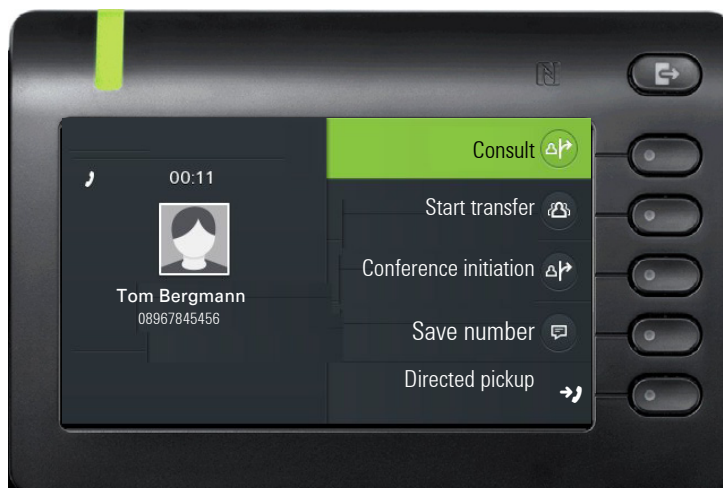 Consult
00:11
Start transfer
Conference initiation
Tom Bergmann
08967845456
Save number
Directed pickup